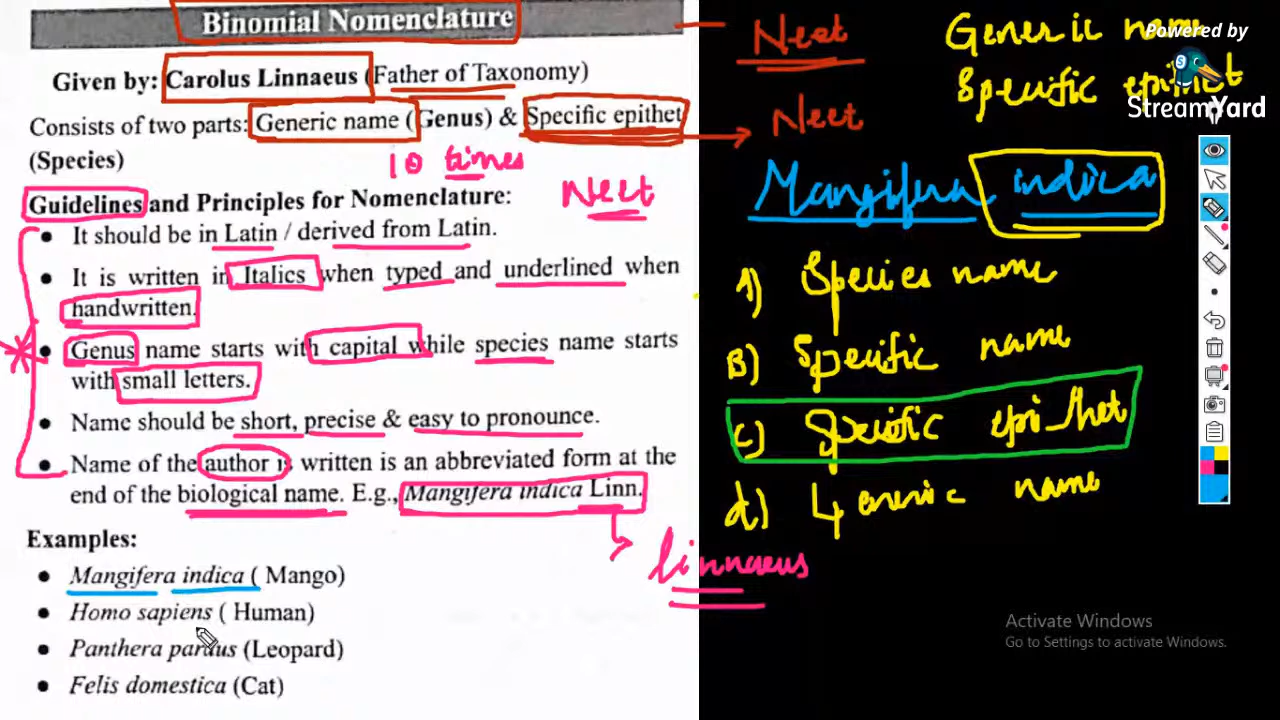 Binomial Nomenclature
Given by: Carolus Linnaeus (Father of Taxonomy)
Consists of two parts: Generic name (Genus) & Specific epithet
(Species)
10 times
Guidelines and Principles for Nomenclature:
Neet
• It should be in Latin / derived from Latin.
• It is written in Italics when typed and underlined when
handwritten.
• Genus name starts with capital while species name starts
with small letters.
• Name should be short, precise & easy to pronounce.
• Name of the author is written is an abbreviated form at the
end of the biological name. E.g., Mangifera indica Linn.
linnaeus
Examples:
• Mangifera indica ( Mango)
• Homo sapiens ( Human)
• Panthera pardus (Leopard)
• Felis domestica (Cat)
Neet
Neet
Generic name
Specific epithet
Powered by
StreamYard
Mangifera indica
A) Species name
B) Specific name
c) Specific epithet
d) Generic name
Activate Windows
Go to Settings to activate Windows.